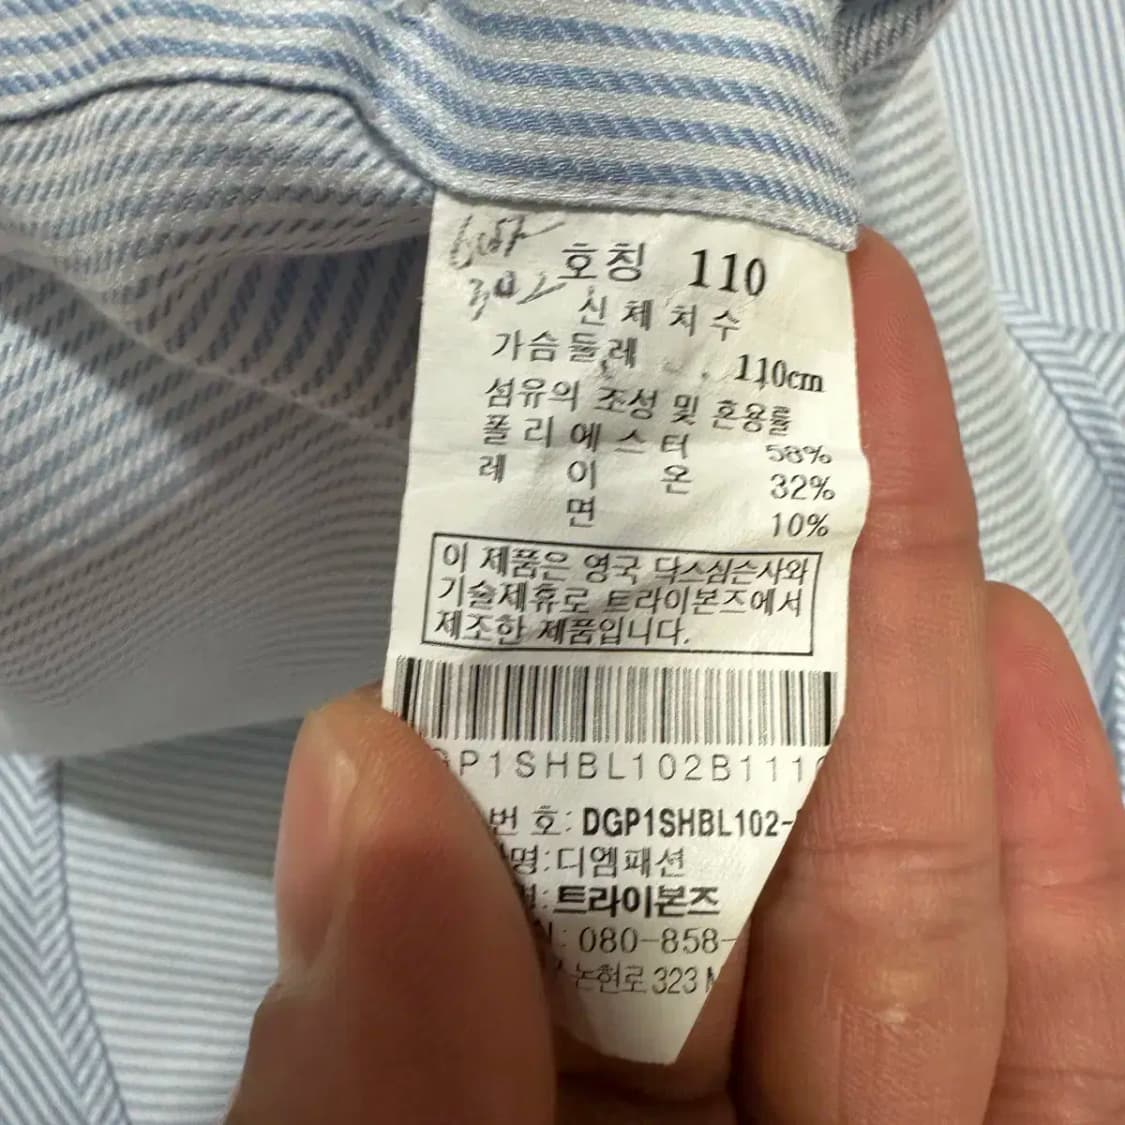 호칭 110
신체치수
가슴둘레 110cm
섬유의 조성 및 혼용률
폴리에스터 58%
레이온 32%
면 10%
이 제품은 영국 닥스심슨사와
기술제휴로 트라이본즈에서
제조한 제품입니다.
GP1SHBL102B111
번 호: DGP1SHBL102-
명:디엠패션
트라이본즈
080-858-
논현로 323